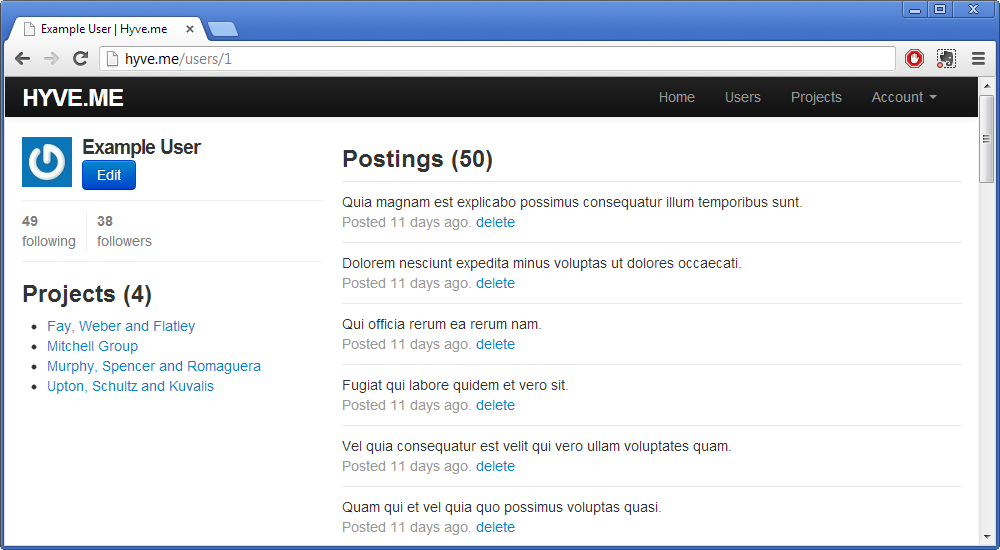 Example User | Hyve.me
hyve.me/users/1
HYVE.ME
Home Users Projects Account
Example User
Edit
49 following
38 followers
Projects (4)
Fay, Weber and Flatley
Mitchell Group
Murphy, Spencer and Romaguera
Upton, Schultz and Kuvalis
Postings (50)
Quia magnam est explicabo possimus consequatur illum temporibus sunt.
Posted 11 days ago. delete
Dolorem nesciunt expedita minus voluptas ut dolores occaecati.
Posted 11 days ago. delete
Qui officia rerum ea rerum nam.
Posted 11 days ago. delete
Fugiat qui labore quidem et vero sit.
Posted 11 days ago. delete
Vel quia consequatur est velit qui vero ullam voluptates quam.
Posted 11 days ago. delete
Quam qui et vel quia quo possimus voluptas quasi.
Posted 11 days ago. delete